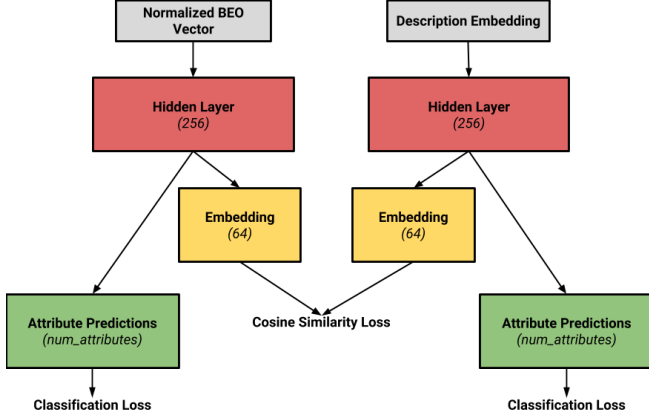 Normalized BEO
Vector
Description Embedding
Hidden Layer
(256)
Hidden Layer
(256)
Embedding
(64)
Embedding
(64)
Attribute Predictions
(num_attributes)
Cosine Similarity Loss
Attribute Predictions
(num_attributes)
Classification Loss
Classification Loss